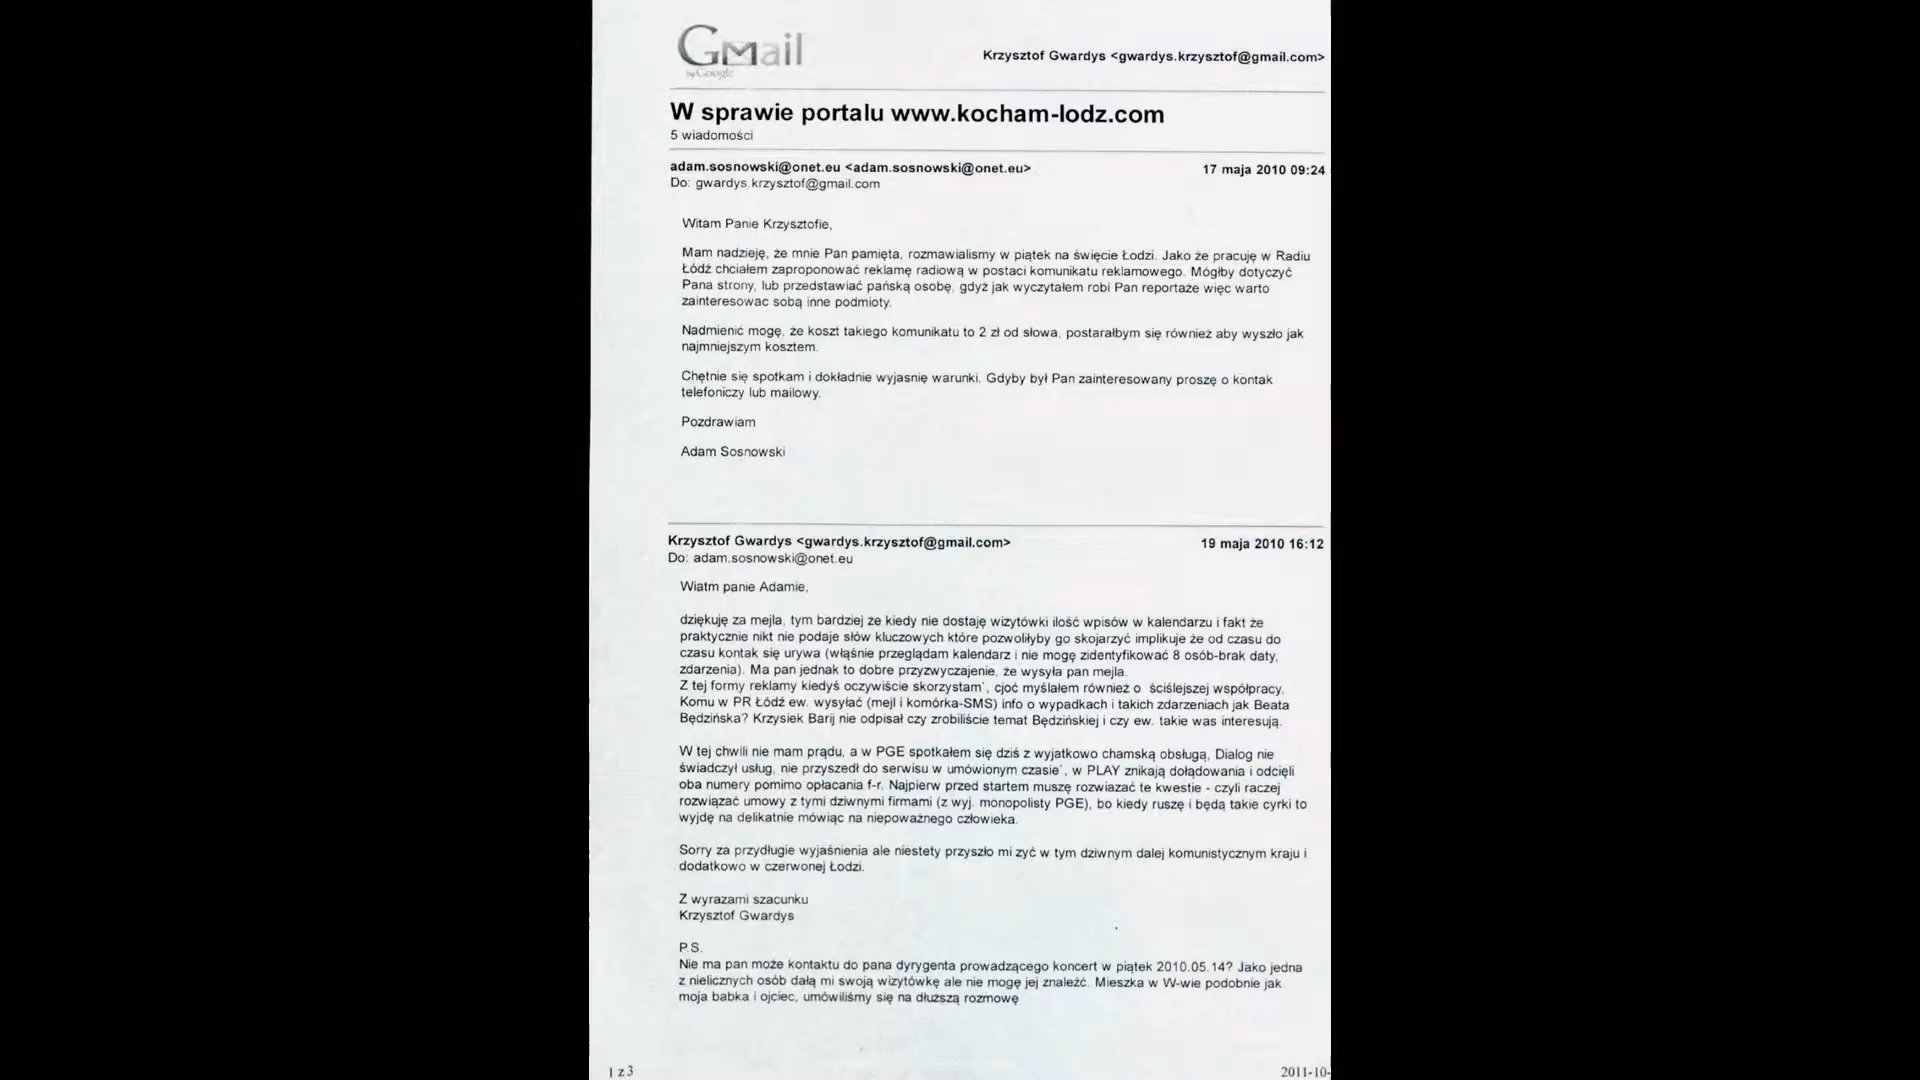 GMail
by Google
Krzysztof Gwardys <gwardys.krzysztof@gmail.com>
W sprawie portalu www.kocham-lodz.com
5 wiadomości
adam.sosnowski@onet.eu <adam.sosnowski@onet.eu>
17 maja 2010 09:24
Do: gwardys.krzysztof@gmail.com
Witam Panie Krzysztofie,
Mam nadzieję, że mnie Pan pamięta, rozmawialismy w piątek na święcie Łodzi. Jako że pracuję w Radiu
Łódź chciałem zaproponować reklamę radiową w postaci komunikatu reklamowego. Mógłby dotyczyć
Pana strony, lub przedstawiać pańską osobę, gdyż jak wyczytałem robi Pan reportaże więc warto
zainteresowac sobą inne podmioty.
Nadmienić mogę, że koszt takiego komunikatu to 2 zł od słowa, postarałbym się również aby wyszło jak
najmniejszym kosztem.
Chętnie się spotkam i dokładnie wyjasnię warunki. Gdyby był Pan zainteresowany proszę o kontak
telefoniczy lub mailowy.
Pozdrawiam
Adam Sosnowski
Krzysztof Gwardys <gwardys.krzysztof@gmail.com>
19 maja 2010 16:12
Do: adam.sosnowski@onet.eu
Wiatm panie Adamie,
dziękuję za mejla, tym bardziej że kiedy nie dostaję wizytówki ilość wpisów w kalendarzu i fakt że
praktycznie nikt nie podaje słów kluczowych które pozwoliłyby go skojarzyć implikuje że od czasu do
czasu kontak się urywa (włąśnie przeglądam kalendarz i nie mogę zidentyfikować 8 osób-brak daty,
zdarzenia). Ma pan jednak to dobre przyzwyczajenie, że wysyła pan mejla.
Z tej formy reklamy kiedyś oczywiście skorzystam`, cjoć myślałem również o ściślejszej współpracy.
Komu w PR Łódź ew. wysyłać (mejl i komórka-SMS) info o wypadkach i takich zdarzeniach jak Beata
Będzińska? Krzysiek Barij nie odpisał czy zrobiliście temat Będzińskiej i czy ew. takie was interesują.
W tej chwili nie mam prądu, a w PGE spotkałem się dziś z wyjatkowo chamską obsługą, Dialog nie
świadczył usług, nie przyszedł do serwisu w umówionym czasie`, w PLAY znikają dołądowania i odcięli
oba numery pomimo opłacania f-r. Najpierw przed startem muszę rozwiazać te kwestie - czyli raczej
rozwiązać umowy z tymi dziwnymi firmami (z wyj. monopolisty PGE), bo kiedy ruszę i będą takie cyrki to
wyjdę na delikatnie mówiąc na niepoważnego człowieka.
Sorry za przydługie wyjaśnienia ale niestety przyszło mi zyć w tym dziwnym dalej komunistycznym kraju i
dodatkowo w czerwonej Łodzi.
Z wyrazami szacunku
Krzysztof Gwardys
P.S.
Nie ma pan może kontaktu do pana dyrygenta prowadzącego koncert w piątek 2010.05.14? Jako jedna
z nielicznych osób dałą mi swoją wizytówkę ale nie mogę jej znaleźć. Mieszka w W-wie podobnie jak
moja babka i ojciec, umówiliśmy się na dłuższą rozmowę
1 z 3
2011-10-